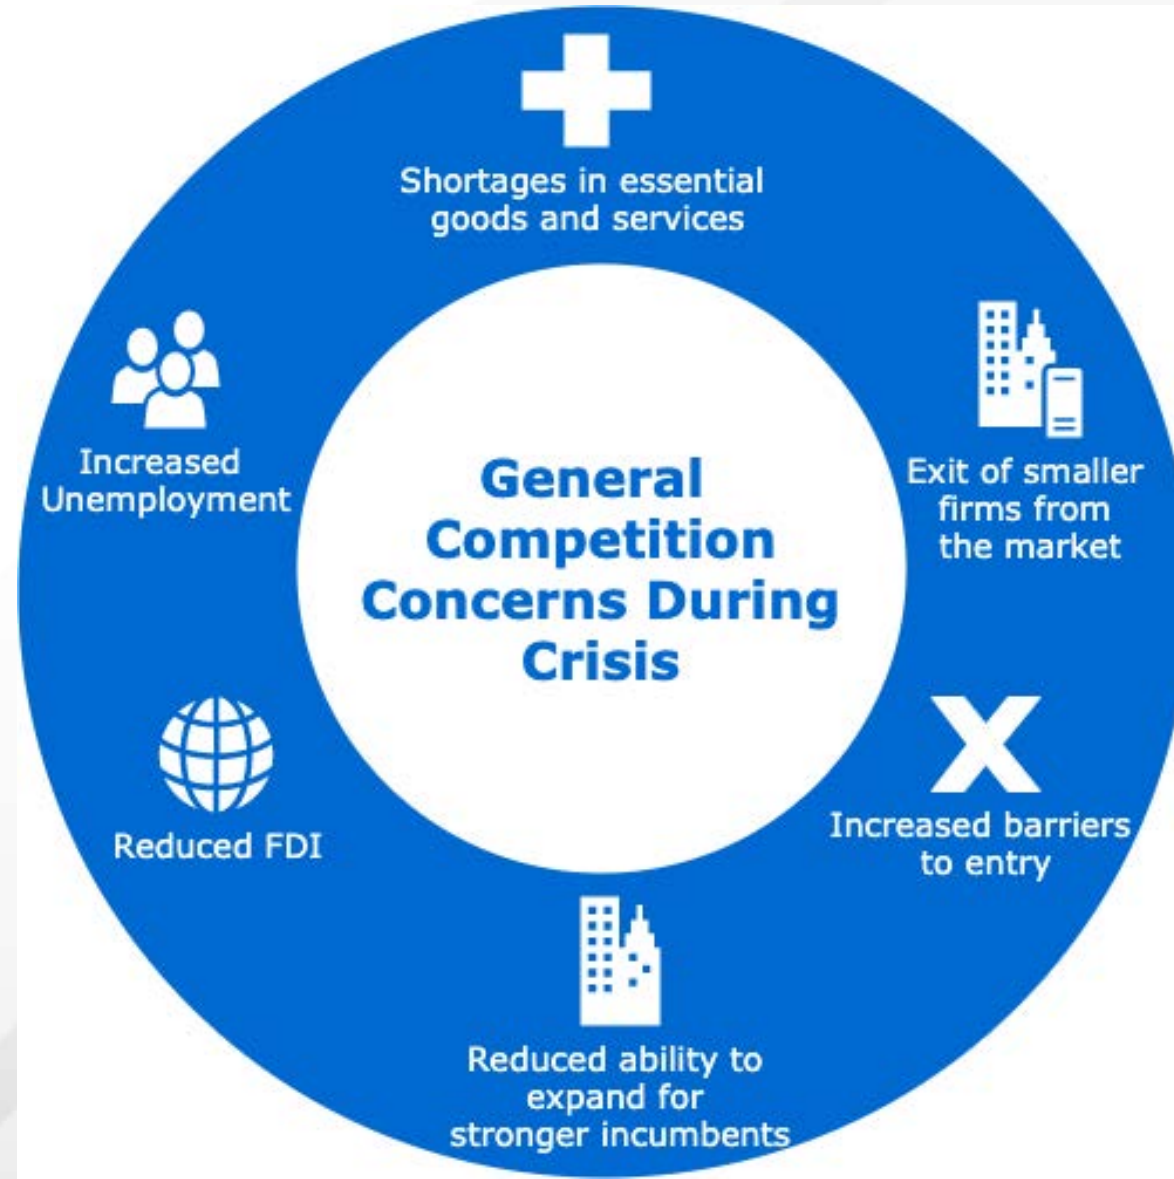 Shortages in essential
goods and services
Increased
Unemployment
Exit of smaller
firms from
the market
General
Competition
Concerns During
Crisis
Reduced FDI
Increased barriers
to entry
Reduced ability to
expand for
stronger incumbents